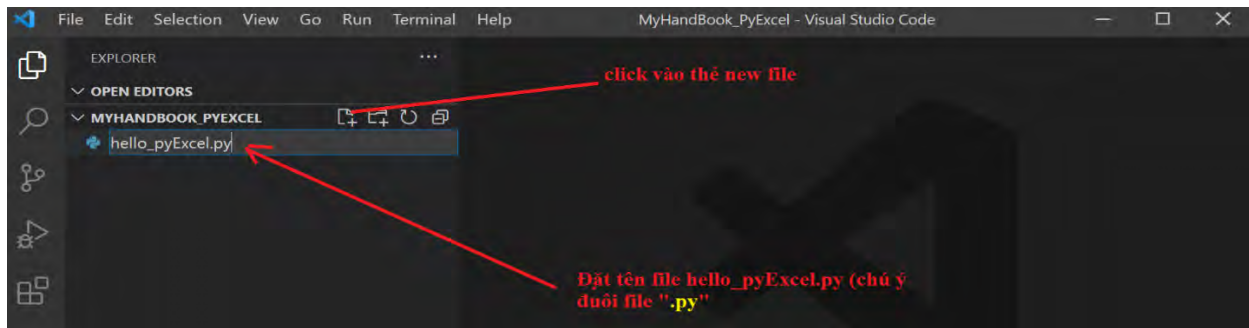 File Edit Selection View Go Run Terminal Help MyHandBook_PyExcel - Visual Studio Code
EXPLORER
OPEN EDITORS
MYHANDBOOK_PYEXCEL
hello_pyExcel.py
click vào thẻ new file
Đặt tên file hello_pyExcel.py (chú ý
đuôi file ".py"